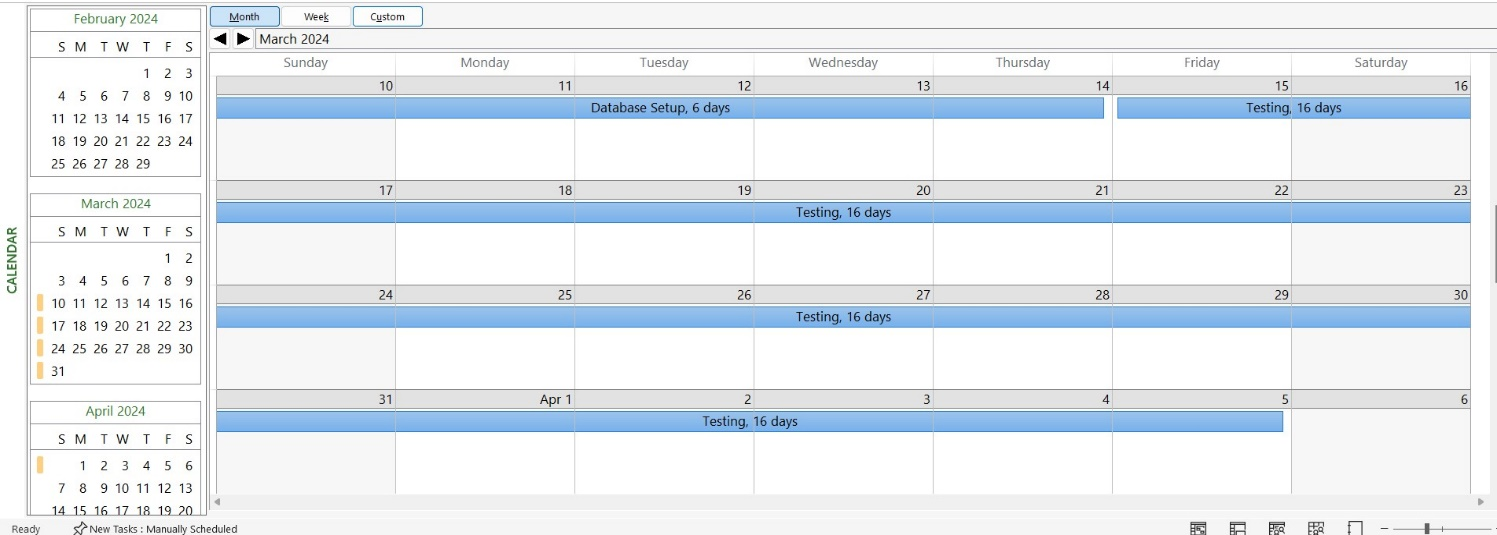 CALENDAR
February 2024
S M T W T F S
1 2 3
4 5 6 7 8 9 10
11 12 13 14 15 16 17
18 19 20 21 22 23 24
25 26 27 28 29
March 2024
S M T W T F S
1 2
3 4 5 6 7 8 9
10 11 12 13 14 15 16
17 18 19 20 21 22 23
24 25 26 27 28 29 30
31
April 2024
S M T W T F S
1 2 3 4 5 6
7 8 9 10 11 12 13
14 15 16 17 18 19 20
Month Week Custom
March 2024
Sunday Monday Tuesday Wednesday Thursday Friday Saturday
10 11 12 13 14 15 16
Database Setup, 6 days Testing, 16 days
17 18 19 20 21 22 23
Testing, 16 days
24 25 26 27 28 29 30
Testing, 16 days
31 Apr 1 2 3 4 5 6
Testing, 16 days
Ready New Tasks : Manually Scheduled